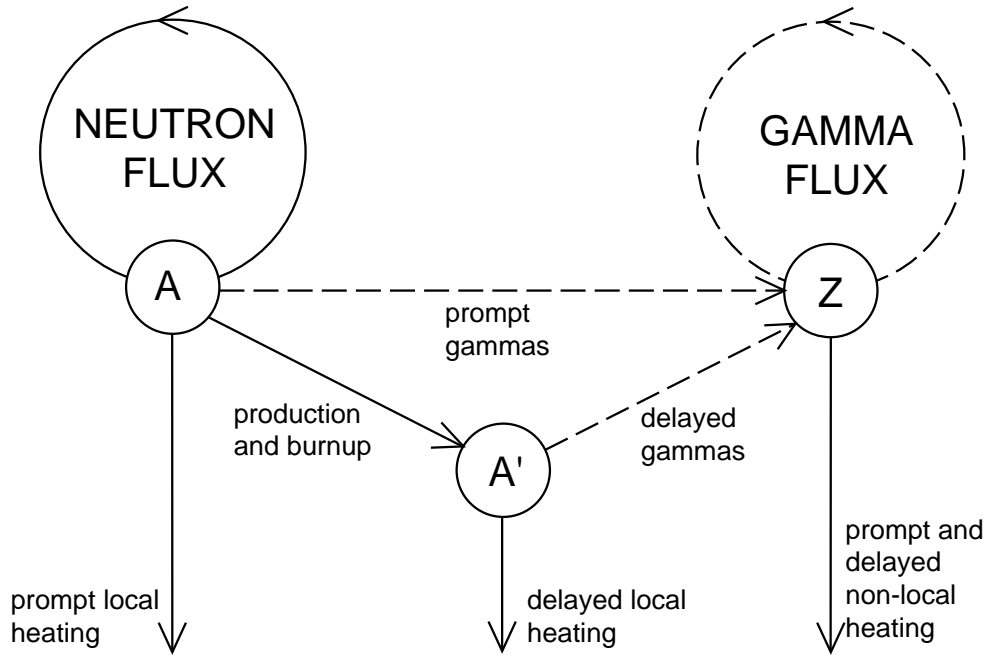 NEUTRON
FLUX
GAMMA
FLUX
A
Z
prompt
gammas
production
and burnup
delayed
gammas
A'
prompt and
delayed
non-local
heating
prompt local
heating
delayed local
heating